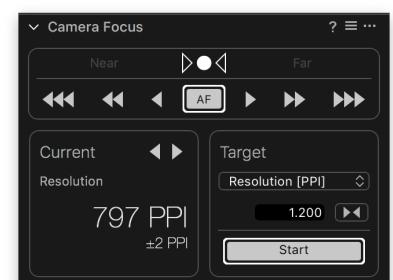 Camera Focus ?
Near Far
AF
Current
Resolution
797 PPI
±2 PPI
Target
Resolution [PPI]
1.200
Start